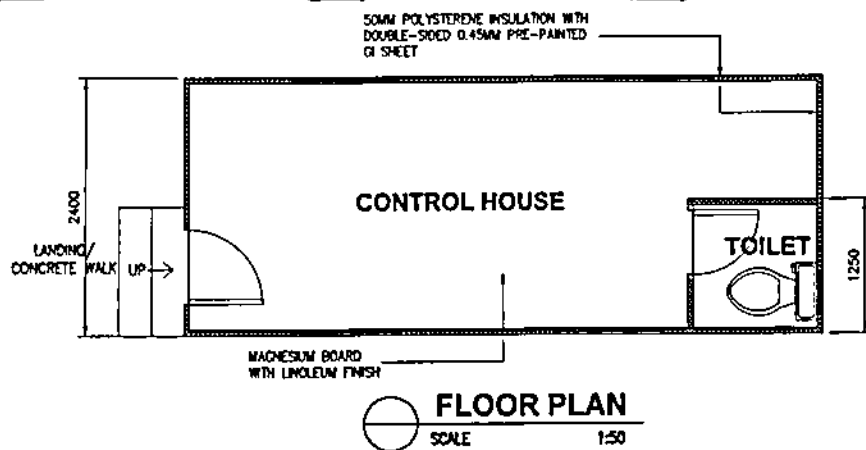 50MM POLYSTERENE INSULATION WITH
DOUBLE-SIDED 0.45MM PRE-PAINTED
GI SHEET
2400
CONTROL HOUSE
TOILET
1250
LANDING/
CONCRETE WALK
UP
MAGNESIUM BOARD
WITH LINOLEUM FINISH
FLOOR PLAN
SCALE
1:50